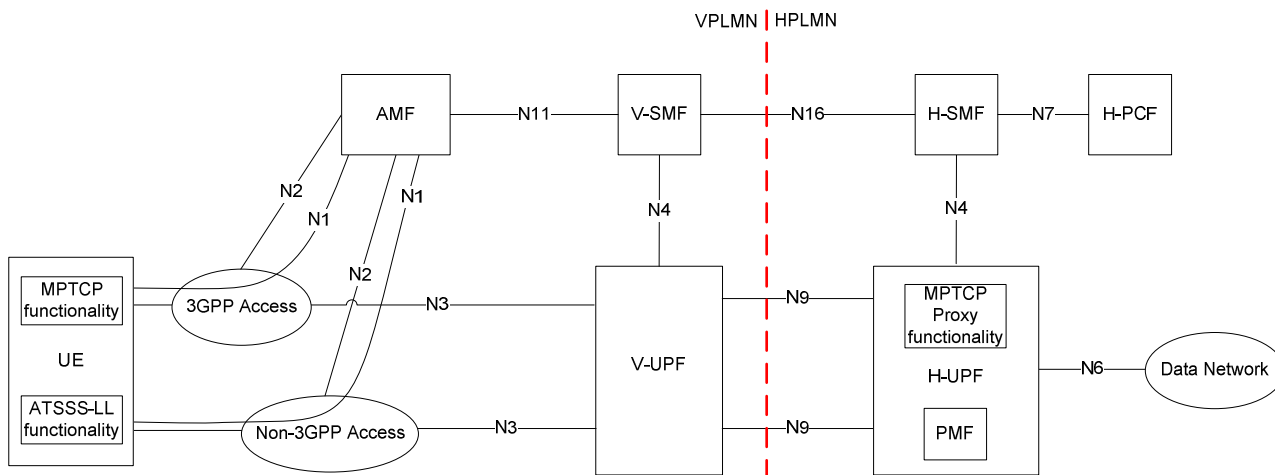 VPLMN
HPLMN
AMF
N11
V-SMF
N16
H-SMF
N7
H-PCF
N2
N1
N1
N4
N4
N2
MPTCP
functionality
3GPP Access
N3
N9
MPTCP
Proxy
functionality
UE
V-UPF
H-UPF
N6
Data Network
ATSSS-LL
functionality
Non-3GPP Access
N3
N9
PMF